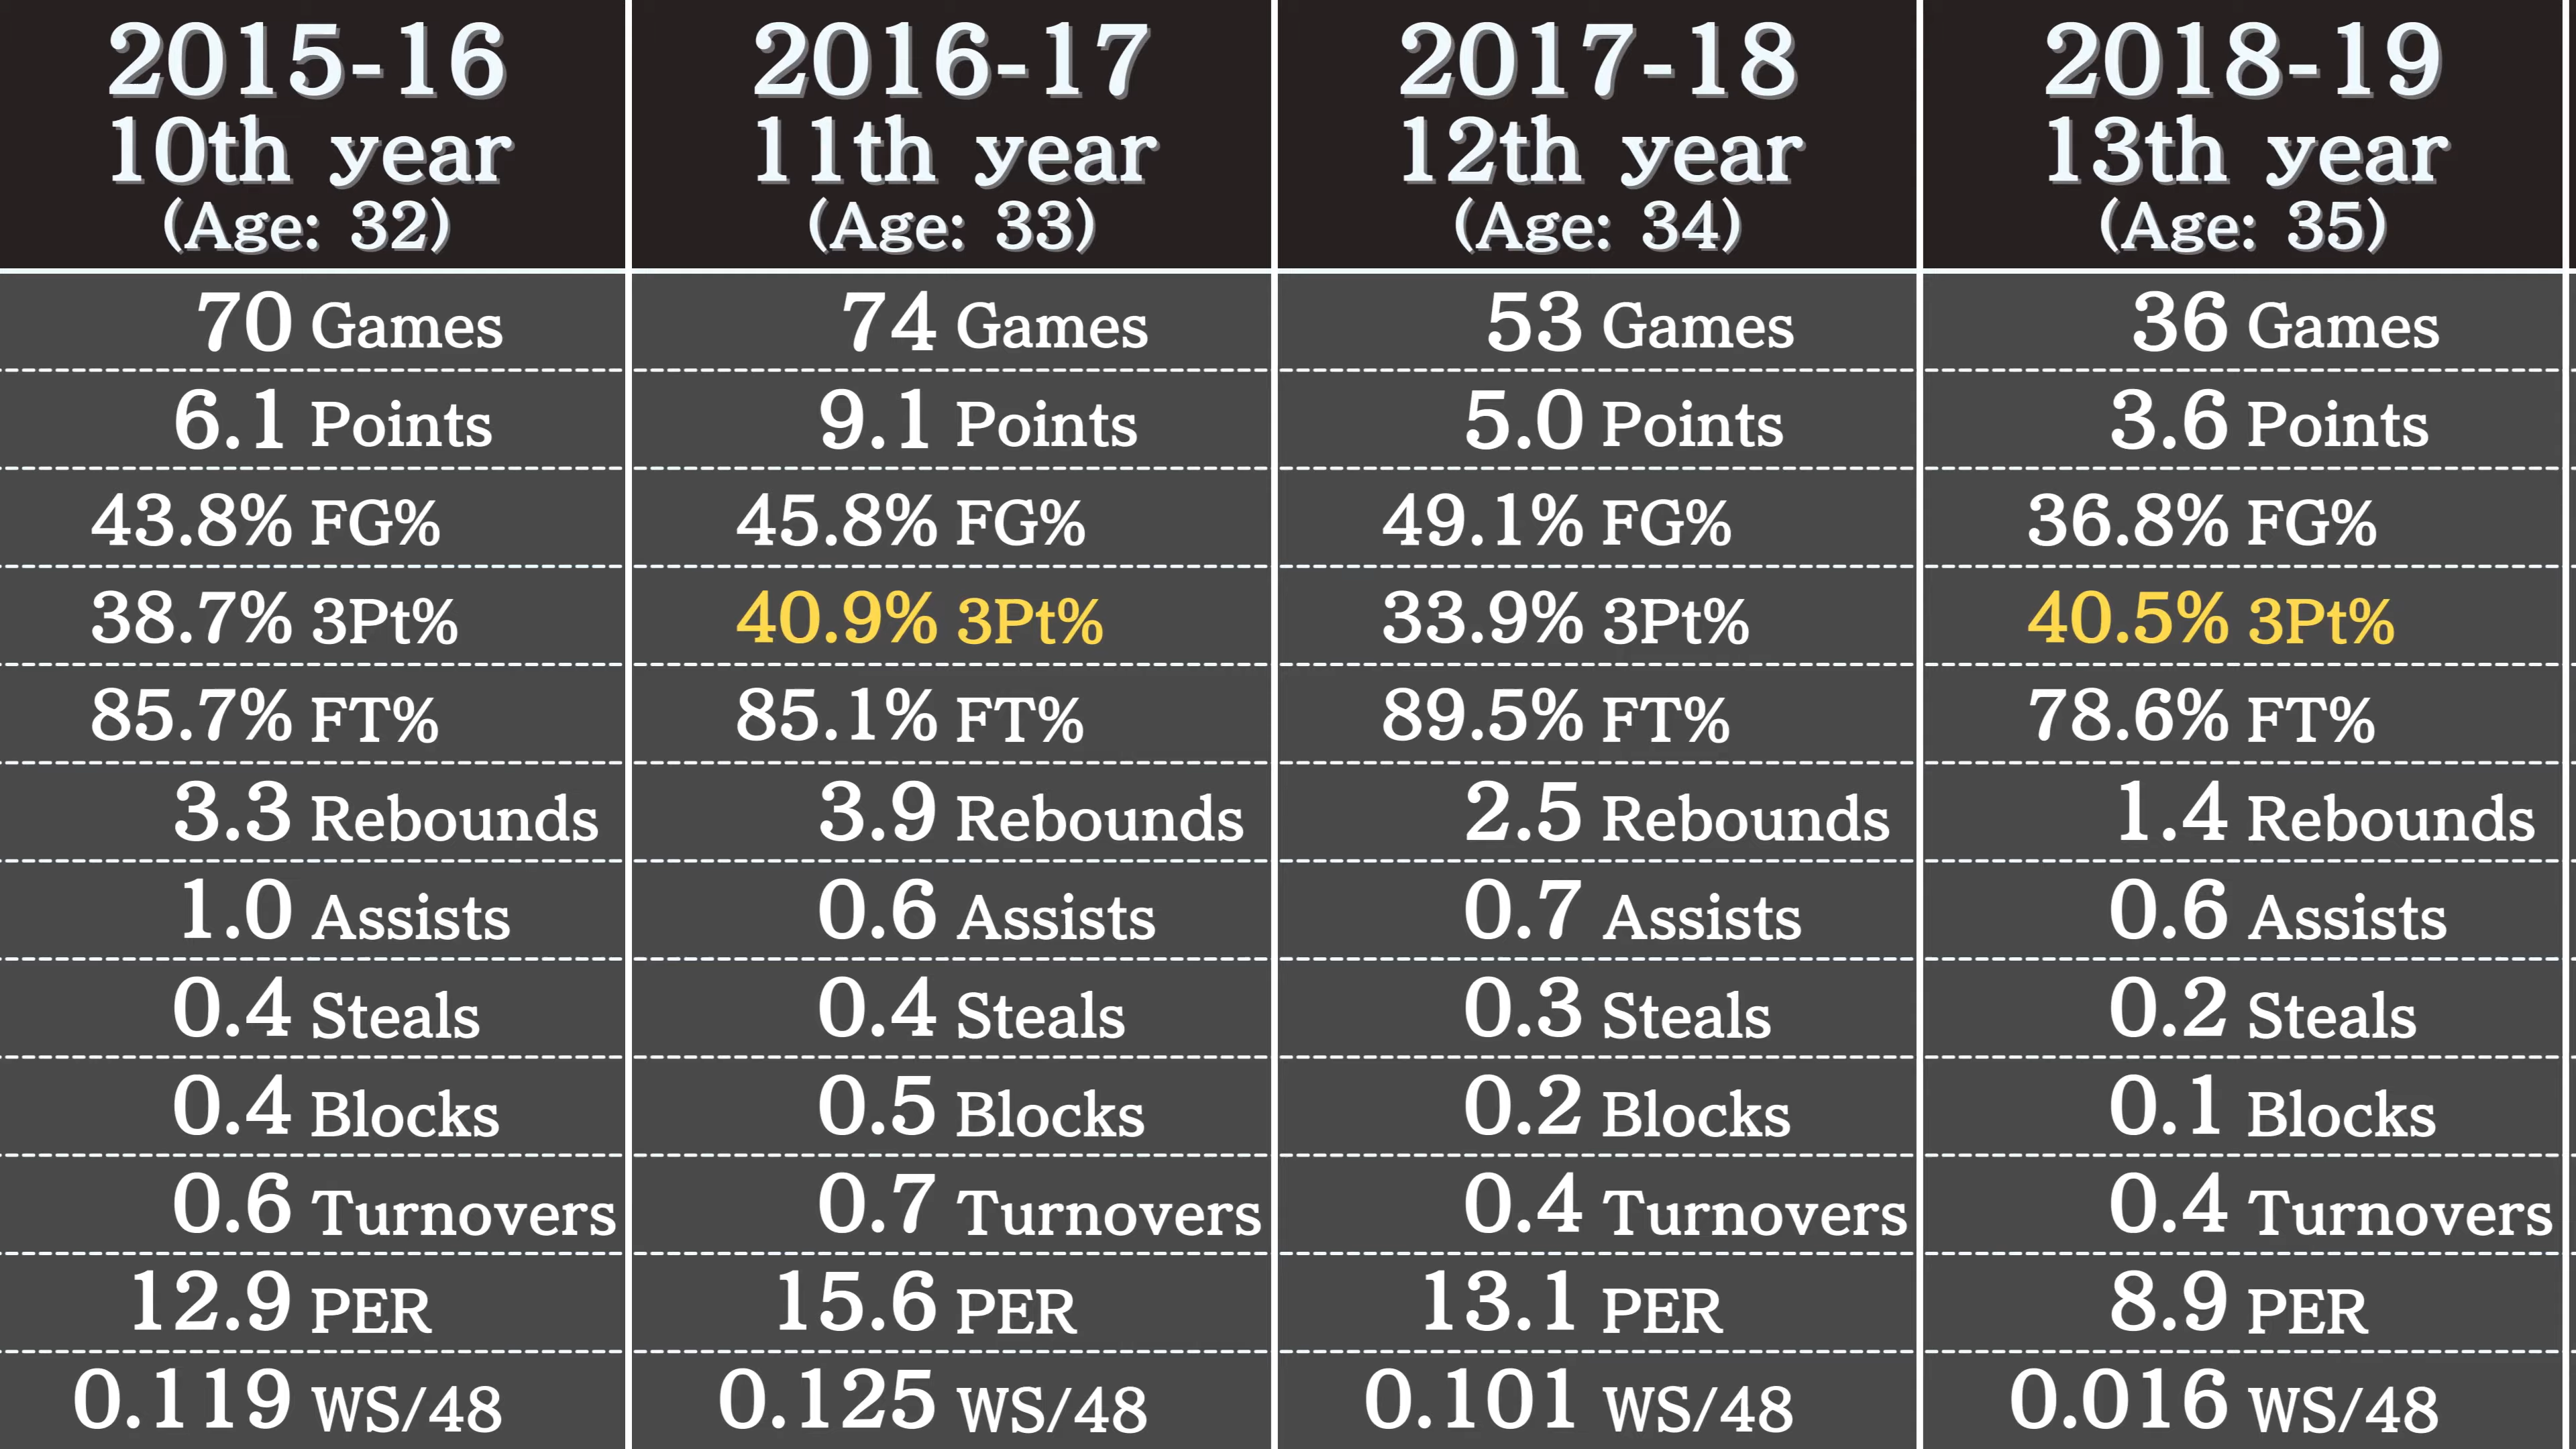 2015-16
10th year
(Age: 32)
70 Games
6.1 Points
43.8% FG%
38.7% 3Pt%
85.7% FT%
3.3 Rebounds
1.0 Assists
0.4 Steals
0.4 Blocks
0.6 Turnovers
12.9 PER
0.119 WS/48
2016-17
11th year
(Age: 33)
74 Games
9.1 Points
45.8% FG%
40.9% 3Pt%
85.1% FT%
3.9 Rebounds
0.6 Assists
0.4 Steals
0.5 Blocks
0.7 Turnovers
15.6 PER
0.125 WS/48
2017-18
12th year
(Age: 34)
53 Games
5.0 Points
49.1% FG%
33.9% 3Pt%
89.5% FT%
2.5 Rebounds
0.7 Assists
0.3 Steals
0.2 Blocks
0.4 Turnovers
13.1 PER
0.101 WS/48
2018-19
13th year
(Age: 35)
36 Games
3.6 Points
36.8% FG%
40.5% 3Pt%
78.6% FT%
1.4 Rebounds
0.6 Assists
0.2 Steals
0.1 Blocks
0.4 Turnovers
8.9 PER
0.016 WS/48